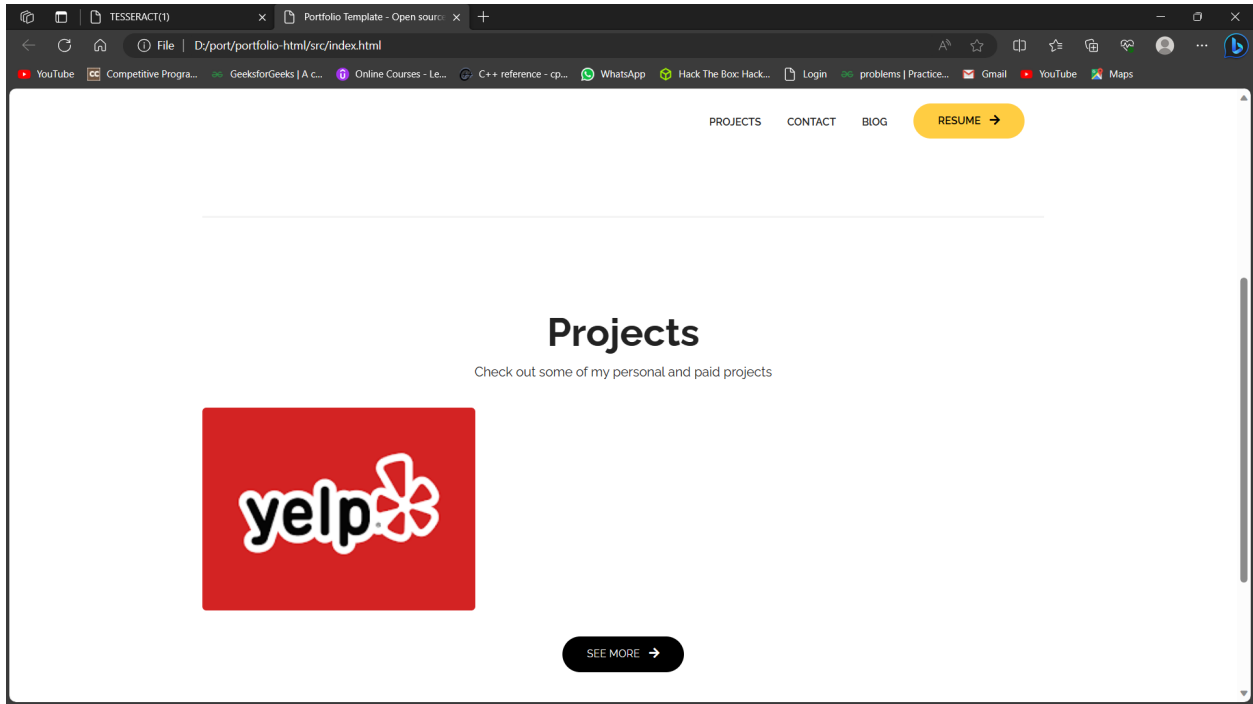 TESSERACT(1)
Portfolio Template - Open source
File
D:/port/portfolio-html/src/index.html
YouTube
Competitive Progra...
GeeksforGeeks | A c...
Online Courses - Le...
C++ reference - cp...
WhatsApp
Hack The Box: Hack...
Login
problems | Practice...
Gmail
YouTube
Maps
PROJECTS
CONTACT
BlOG
RESUME
Projects
Check out some of my personal and paid projects
yelp
SEE MORE